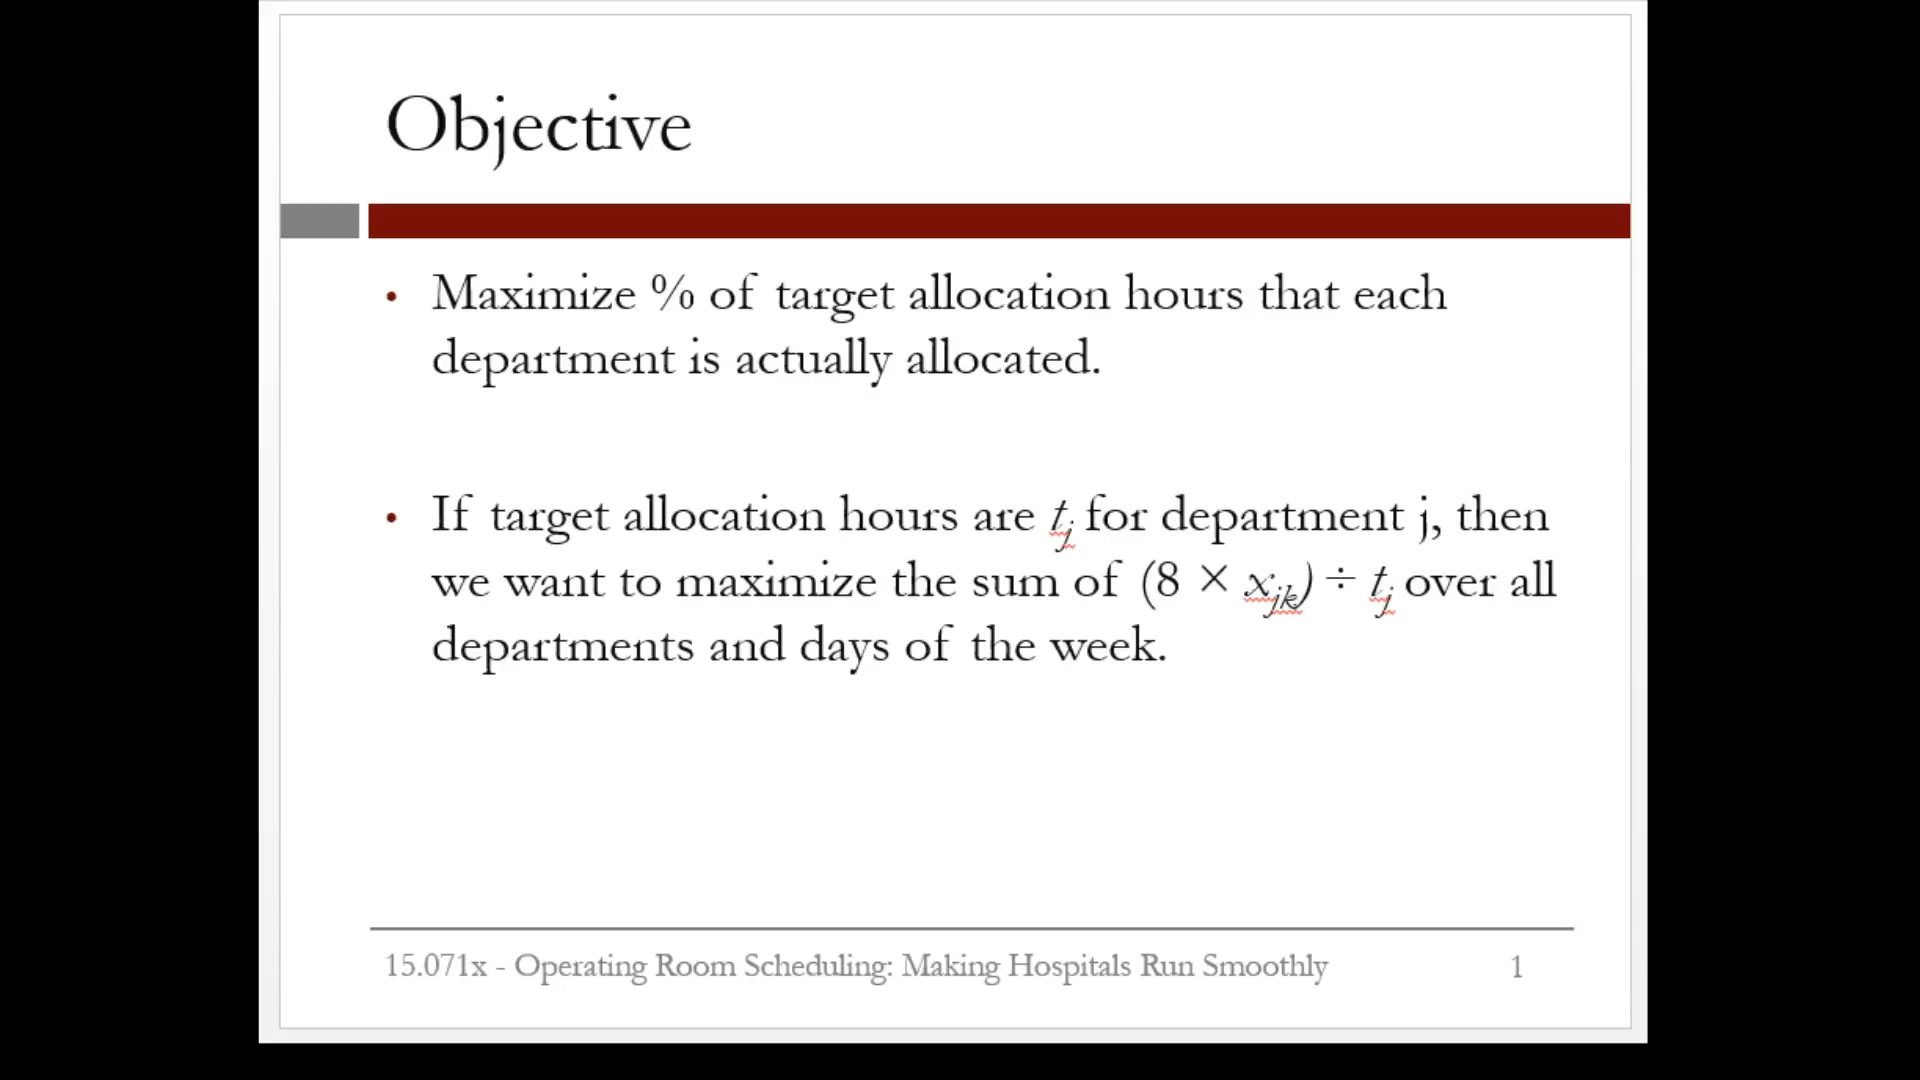 Objective
• Maximize % of target allocation hours that each
department is actually allocated.
• If target allocation hours are tj for department j, then
we want to maximize the sum of (8 × xjk) ÷ tj over all
departments and days of the week.
15.071x - Operating Room Scheduling: Making Hospitals Run Smoothly 1